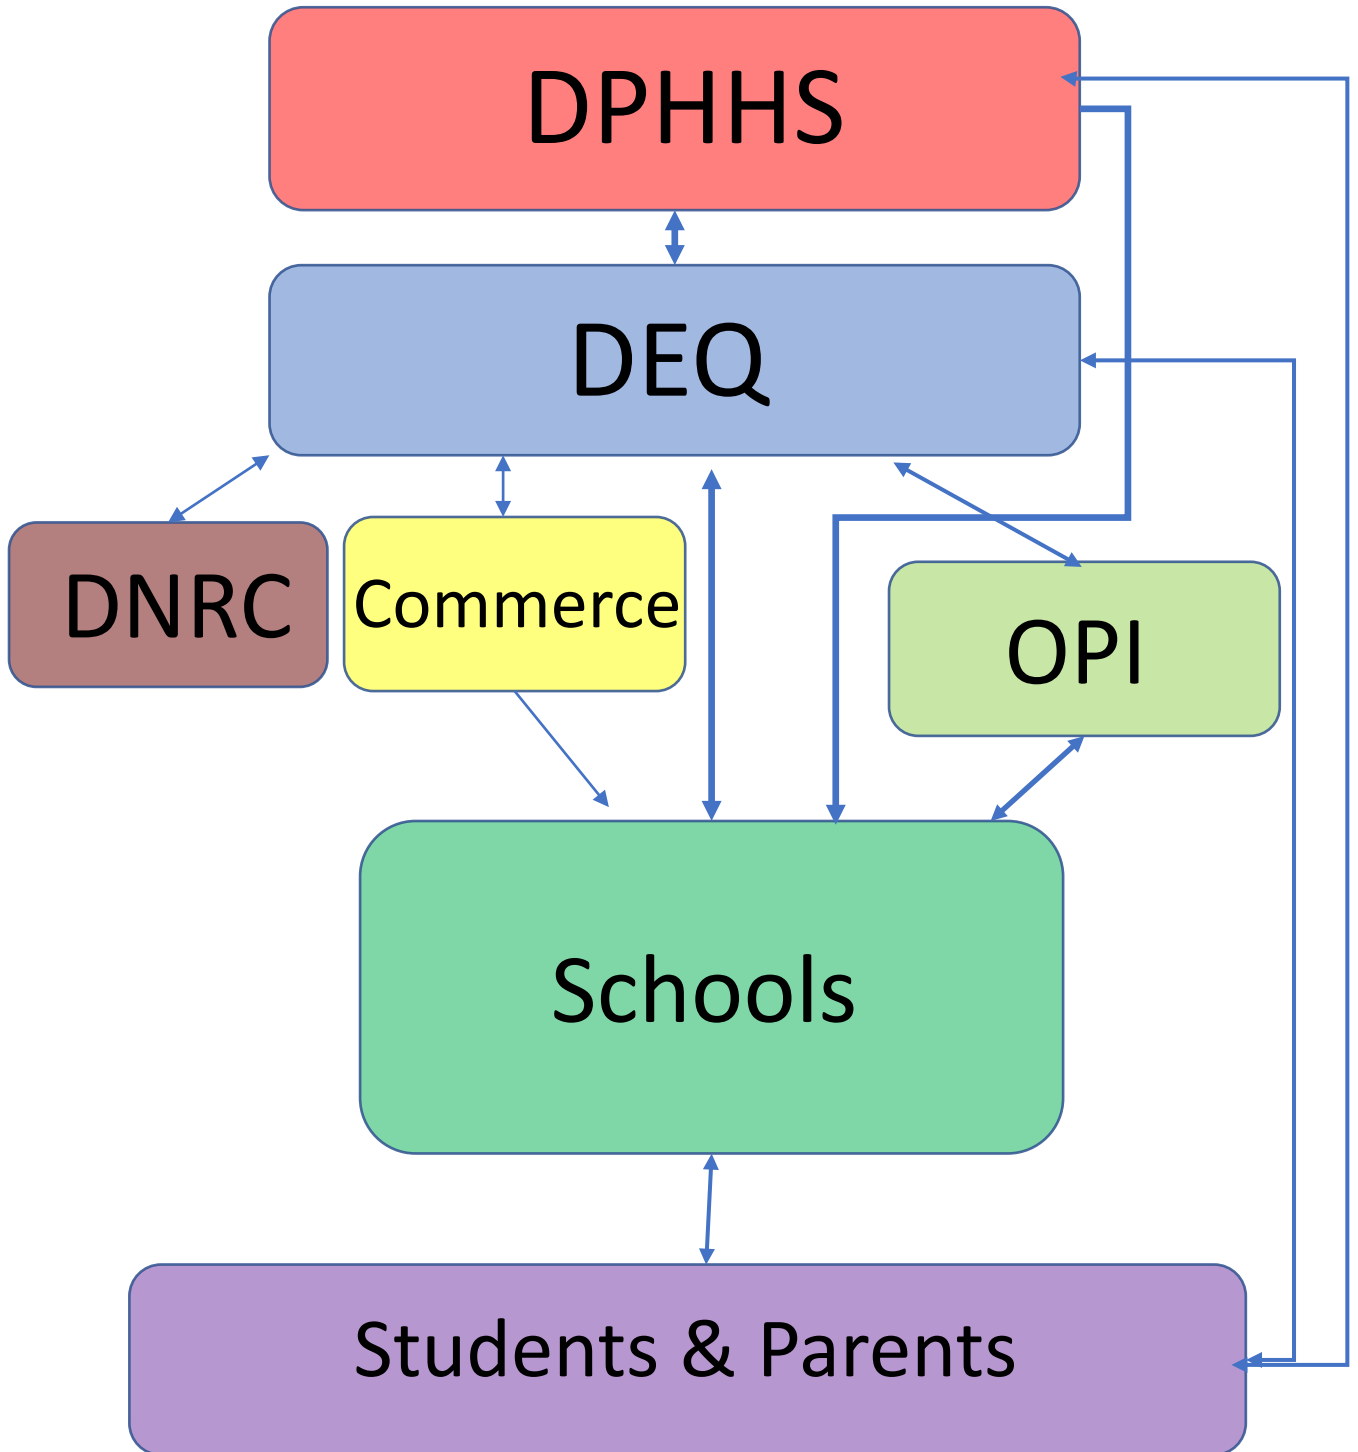 DPHHS
DEQ
DNRC
Commerce
OPI
Schools
Students & Parents